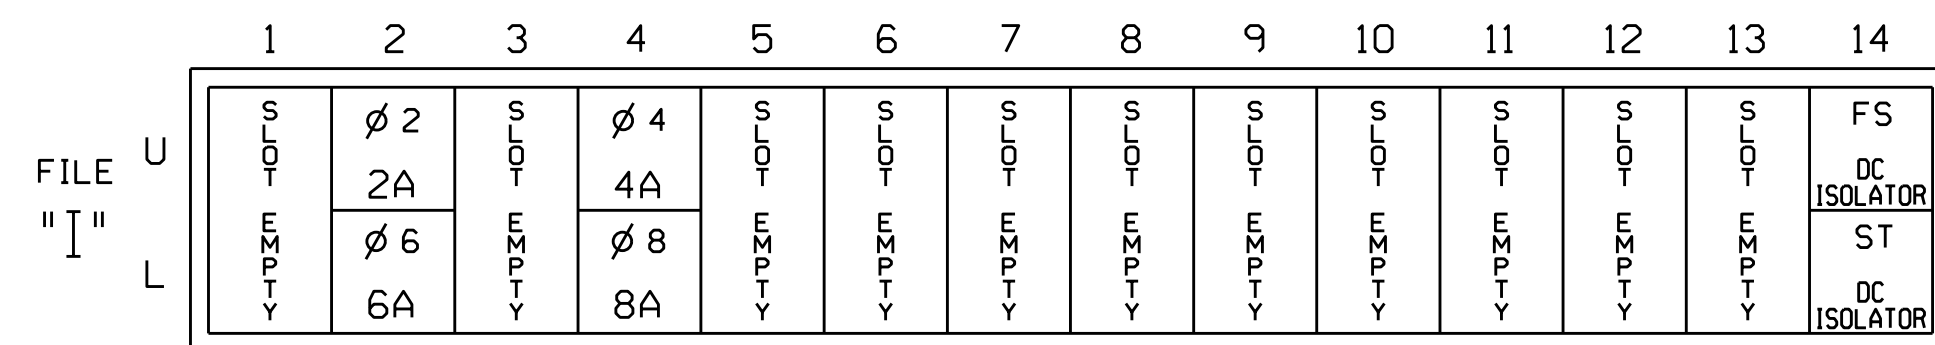 1 2 3 4 5 6 7 8 9 10 11 12 13 14
FILE
"I"
U
L
SLOT EMPTY
Ø 2
2A
Ø 6
6A
SLOT EMPTY
Ø 4
4A
Ø 8
8A
SLOT EMPTY
SLOT EMPTY
SLOT EMPTY
SLOT EMPTY
SLOT EMPTY
SLOT EMPTY
SLOT EMPTY
SLOT EMPTY
SLOT EMPTY
FS
DC
ISOLATOR
ST
DC
ISOLATOR